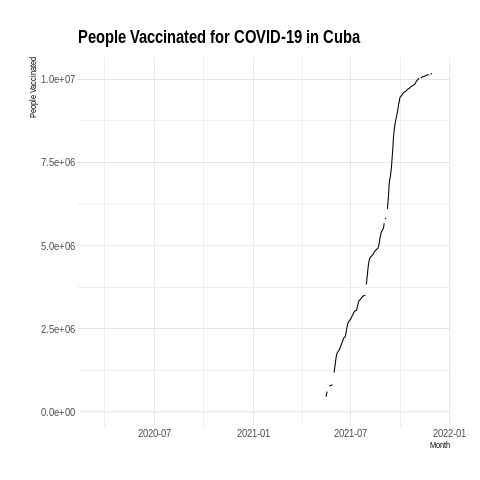 People Vaccinated for COVID-19 in Cuba
People Vaccinated
1.0e+07
7.5e+06
5.0e+06
2.5e+06
0.0e+00
2020-07
2021-01
2021-07
2022-01
Month